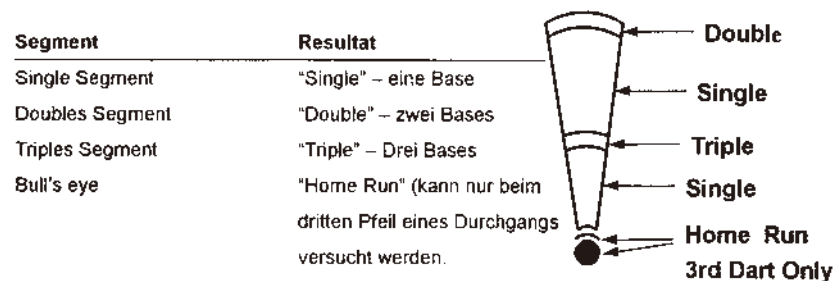 Segment Resultat
Single Segment "Single" – eine Base
Doubles Segment "Double" – zwei Bases
Triples Segment "Triple" – Drei Bases
Bull's eye "Home Run" (kann nur beim
dritten Pfeil eines Durchgangs
versucht werden.
Double
Single
Triple
Single
Home Run
3rd Dart Only